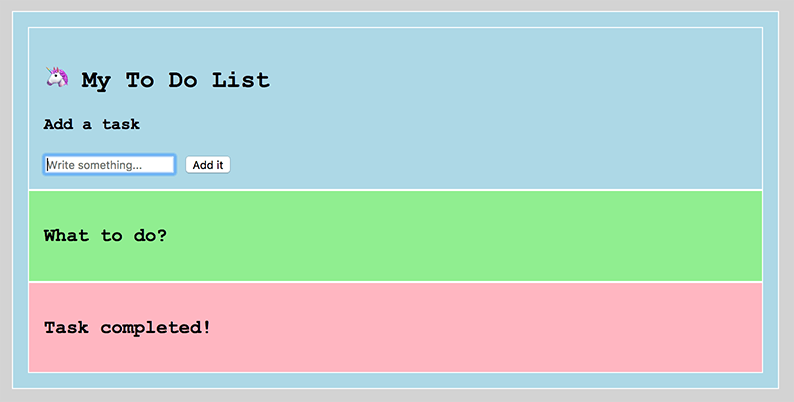 🦄 My To Do List
Add a task
Write something... Add it
What to do?
Task completed!